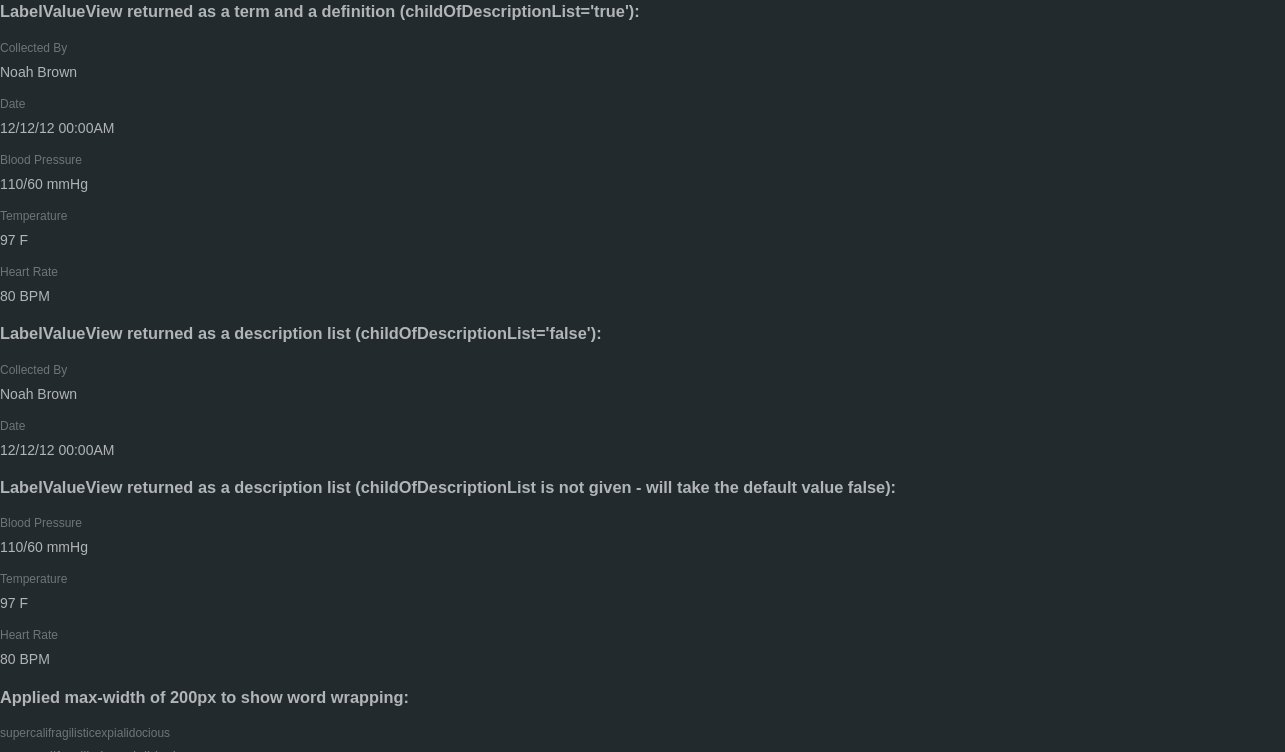 LabelValueView returned as a term and a definition (childOfDescriptionList='true'):
Collected By
Noah Brown
Date
12/12/12 00:00AM
Blood Pressure
110/60 mmHg
Temperature
97 F
Heart Rate
80 BPM
LabelValueView returned as a description list (childOfDescriptionList='false'):
Collected By
Noah Brown
Date
12/12/12 00:00AM
LabelValueView returned as a description list (childOfDescriptionList is not given - will take the default value false):
Blood Pressure
110/60 mmHg
Temperature
97 F
Heart Rate
80 BPM
Applied max-width of 200px to show word wrapping:
supercalifragilisticexpialidocious